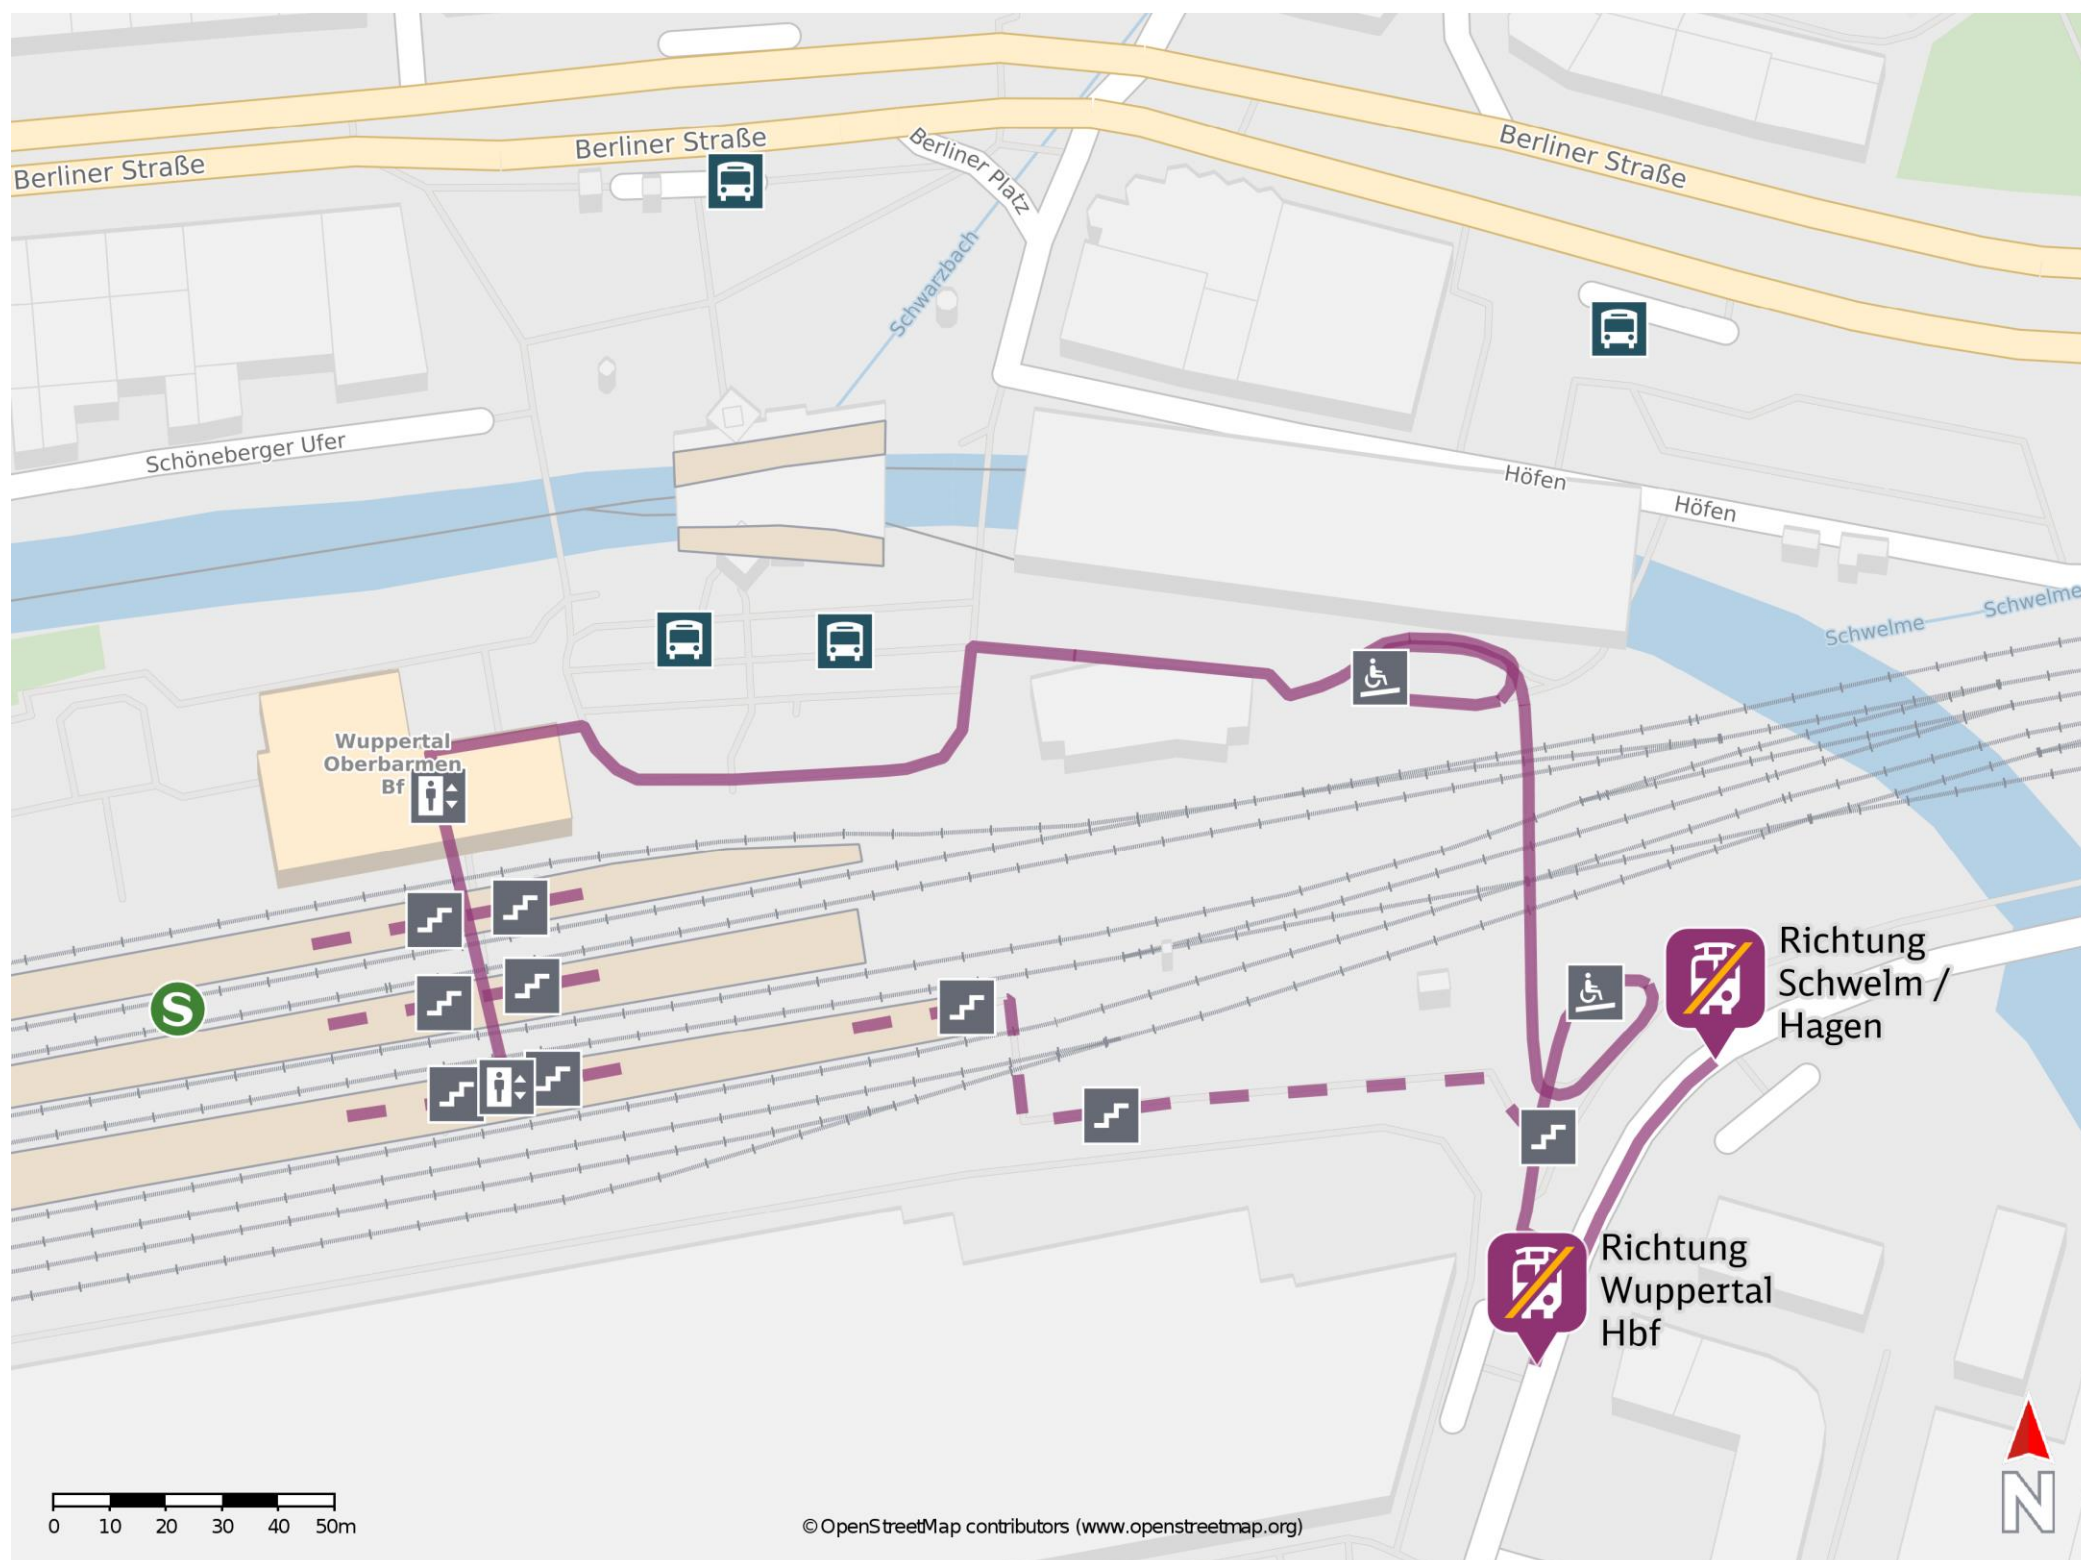 Berliner Straße
Berliner Straße
Berliner Straße
Berliner Platz
Schwarzbach
Schöneberger Ufer
Höfen
Höfen
Schwelme
Schwelme
Wuppertal
Oberbarmen
Bf
S
Richtung
Schwelm /
Hagen
Richtung
Wuppertal
Hbf
0 10 20 30 40 50m
© OpenStreetMap contributors (www.openstreetmap.org)
N